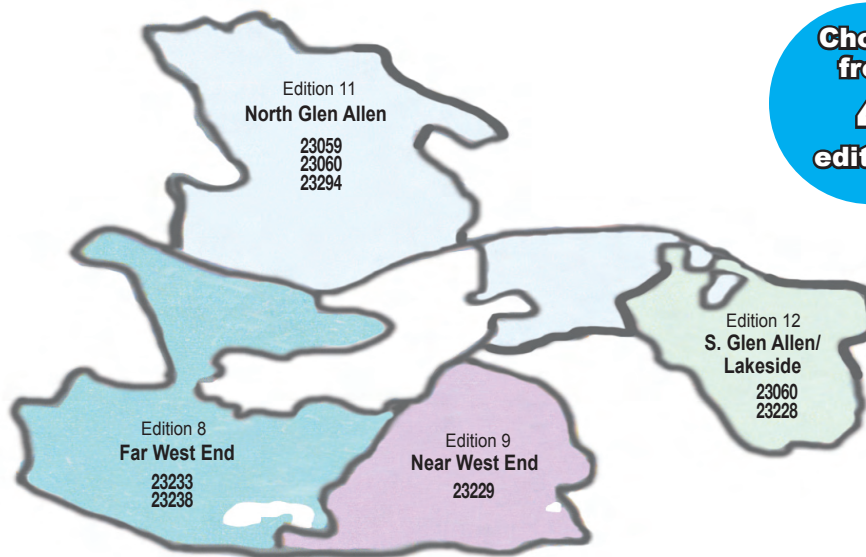 Edition 11
North Glen Allen
23059
23060
23294
Edition 12
S. Glen Allen/
Lakeside
23060
23228
Edition 8
Far West End
23233
23238
Edition 9
Near West End
23229